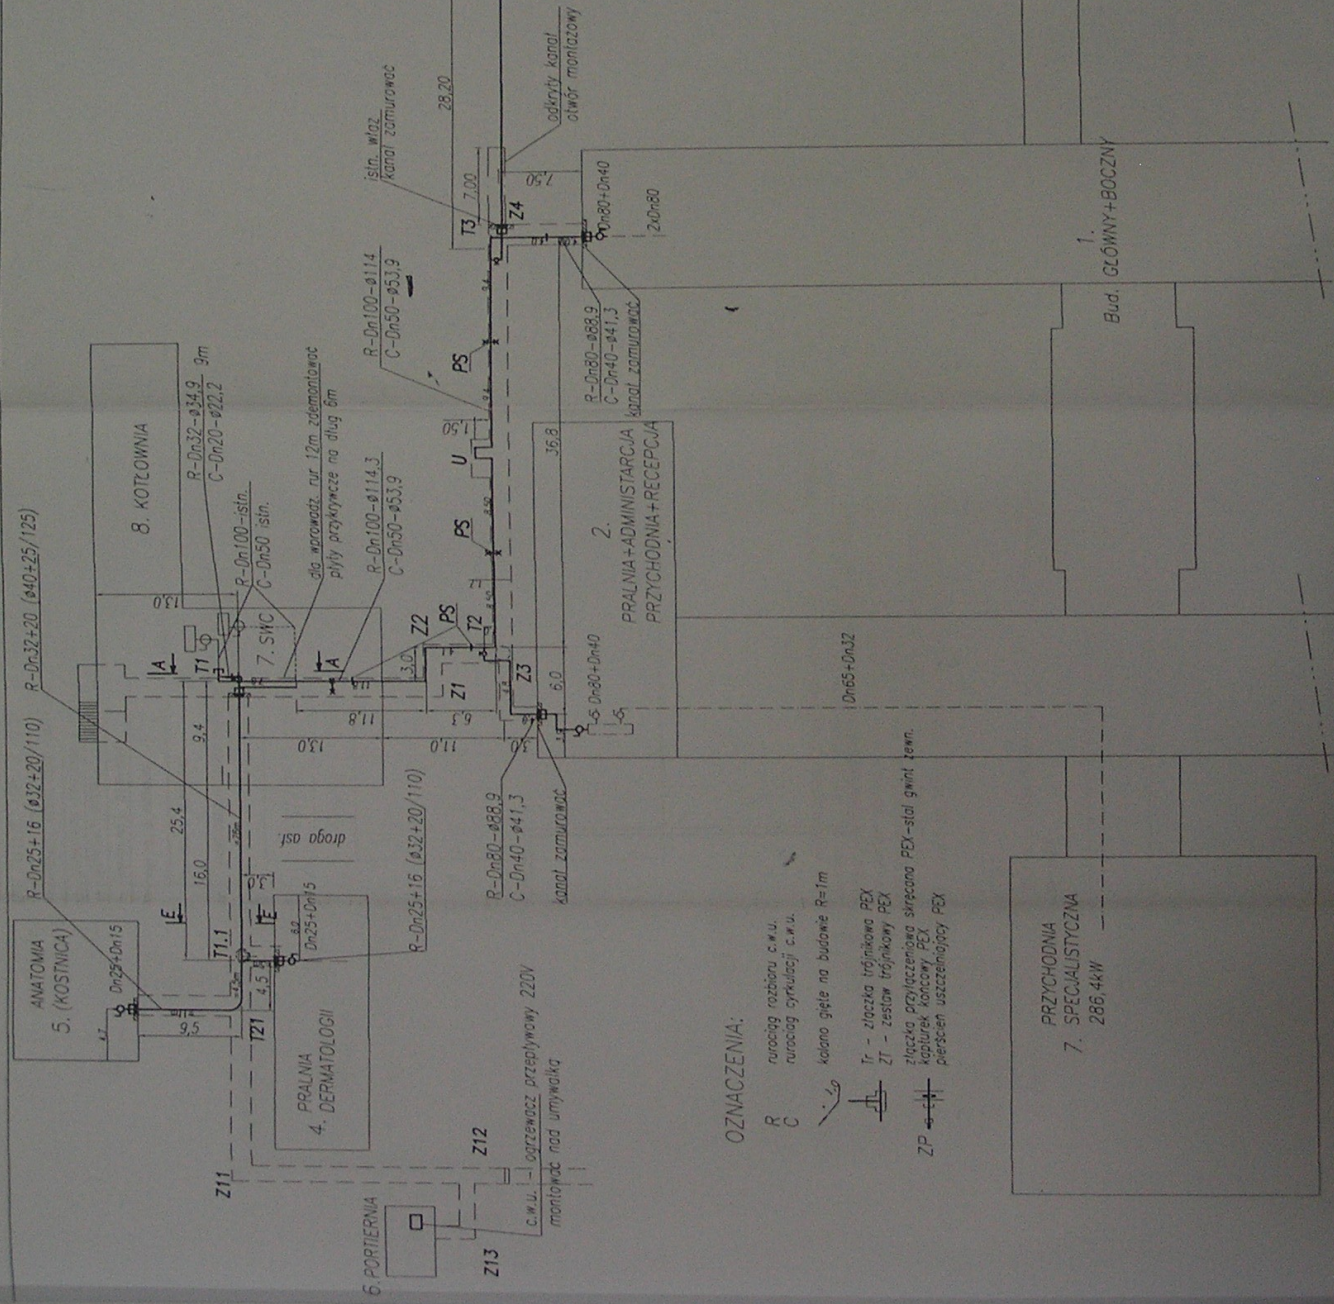 R-Dn25+16 (ø32+20/110)
R-Dn32+20 (ø40+25/125)
ANATOMIA
5. (KOSTNICA)
Dn25+Dn15
4,7
5,6
25,4
16,0
9,4
T1.1
E
E
T21
4,5
6,0
Dn25+Dn15
R-Dn25+16 (ø32+20/110)
PRALNIA
4. DERMATOLOGII
droga asf.
Z11
Z12
Z13
6. PORTIERNIA
c.w.u. - ogrzewacz przepływowy 220V
montować nad umywalką
8. KOTŁOWNIA
13,0
7. SWC
T1
A
A
R-Dn32-ø34,9
C-Dn20-ø22,2
9m
R-Dn100-istn.
C-Dn50 istn.
dla wprowadz. rur 12m zdemontować
płyty przykrywcze na dług 6m
R-Dn100-ø114,3
C-Dn50-ø53,9
13,0
11,8
11,0
3,0
Z2
Z1
PS
T2
Z3
3,0
6,0
R-Dn80-ø88,9
C-Dn40-ø41,3
kanał zamurować
Dn80+Dn40
PS
U
1,50
PS
R-Dn100-ø114
C-Dn50-ø53,9
istn. właz
kanał zamurować
28,20
T3
7,00
Z4
odkryty kanał
otwór montażowy
7,50
Dn80+Dn40
2xDn80
R-Dn80-ø88,9
C-Dn40-ø41,3
kanał zamurować
36,8
2.
PRALNIA+ADMINISTARCJA
PRZYCHODNIA+RECEPCJA
Dn65+Dn32
1.
Bud. GŁÓWNY+BOCZNY
PRZYCHODNIA
7. SPECJALISTYCZNA
286,4kW
OZNACZENIA:
R rurociąg rozbioru c.w.u.
C rurociąg cyrkulacji c.w.u.
kolano gięte na budowie R=1m
Tr - złączka trójnikowa PEX
ZT - zestaw trójnikowy PEX
ZP
złączka przyłączeniowa skręcana PEX-stal gwint zewn.
kapturek końcowy PEX
pierścień uszczelniający PEX